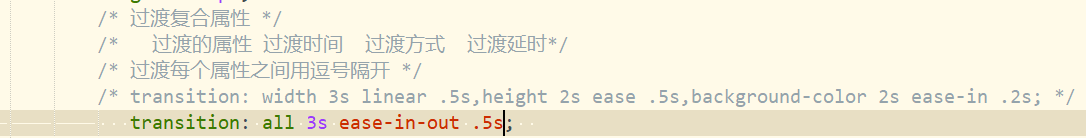 /* 过渡复合属性 */
/*   过渡的属性 过渡时间  过渡方式  过渡延时*/
/* 过渡每个属性之间用逗号隔开 */
/* transition: width 3s linear .5s,height 2s ease .5s,background-color 2s ease-in .2s; */
transition: all 3s ease-in-out .5s;